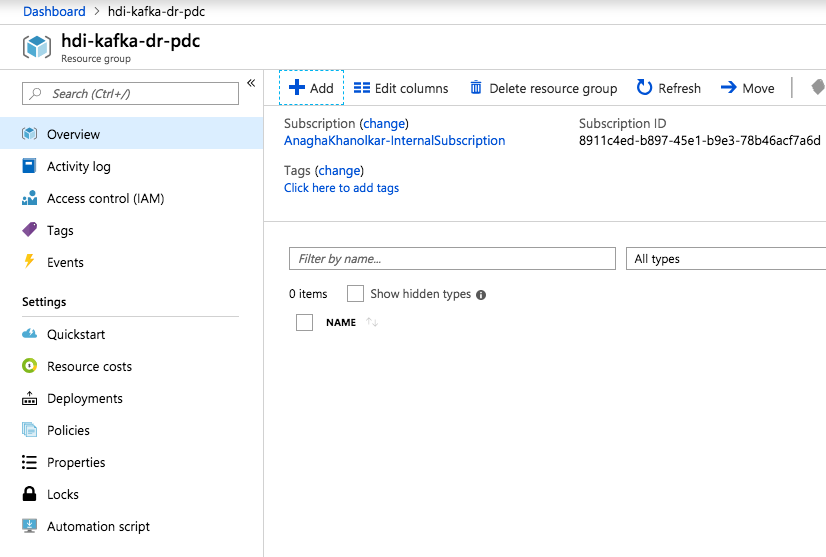 Dashboard > hdi-kafka-dr-pdc
hdi-kafka-dr-pdc
Resource group
Search (Ctrl+/)
Overview
Activity log
Access control (IAM)
Tags
Events
Settings
Quickstart
Resource costs
Deployments
Policies
Properties
Locks
Automation script
Add Edit columns Delete resource group Refresh Move
Subscription (change) Subscription ID
AnaghaKhanolkar-InternalSubscription 8911c4ed-b897-45e1-b9e3-78b46acf7a6d
Tags (change)
Click here to add tags
Filter by name... All types
0 items Show hidden types
NAME